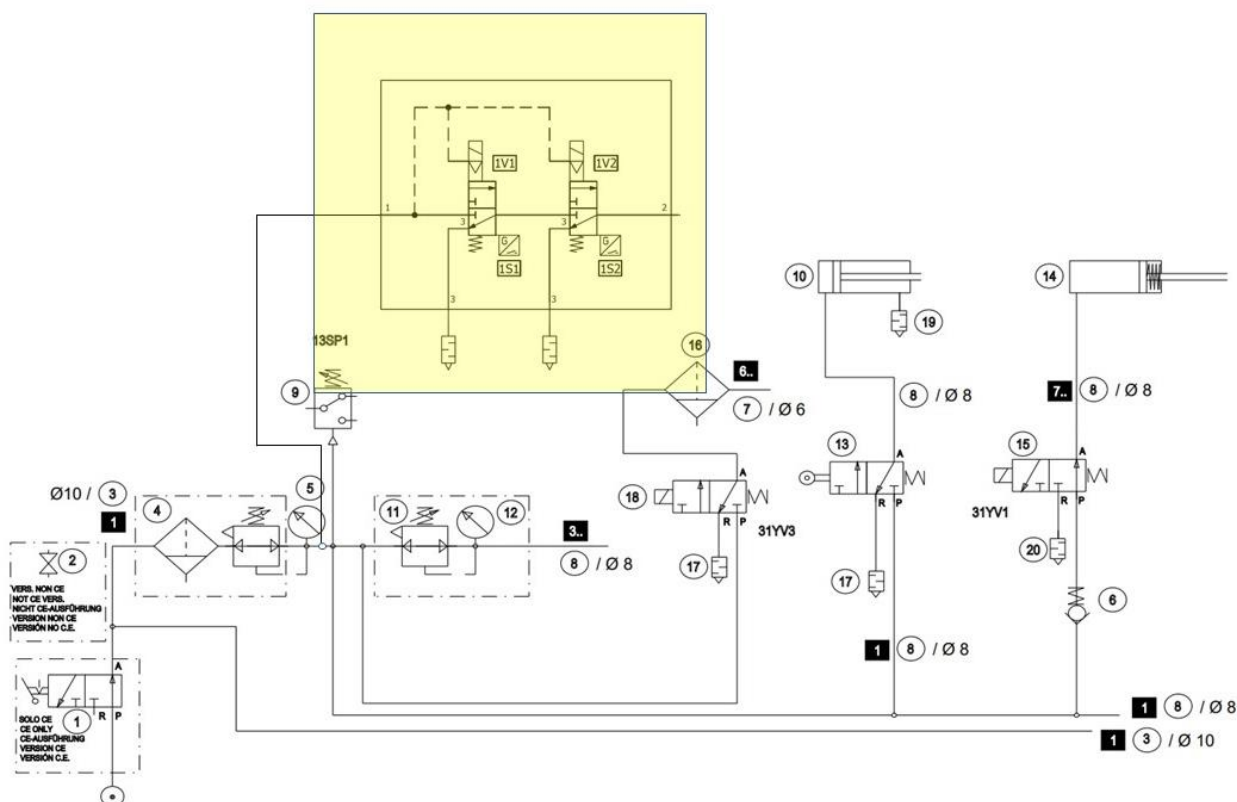 1V1
1V2
1
2
3
3
G
G
1S1
1S2
3
3
13SP1
10
14
19
16
9
6..
7 / Ø 6
8 / Ø 8
7..
8 / Ø 8
13
A
15
A
Ø10 / 3
1
4
5
11
12
18
A
R P
31YV3
R P
31YV1
R P
2
3..
8 / Ø 8
17
17
20
6
VERS. NON CE
NOT CE VERS.
NICHT CE-AUSFÜHRUNG
VERSION NON CE
VERSIÓN NO C.E.
1 8 / Ø 8
A
1
R P
SOLO CE
CE ONLY
CE-AUSFÜHRUNG
VERSION CE
VERSIÓN C.E.
1 8 / Ø 8
1 3 / Ø 10